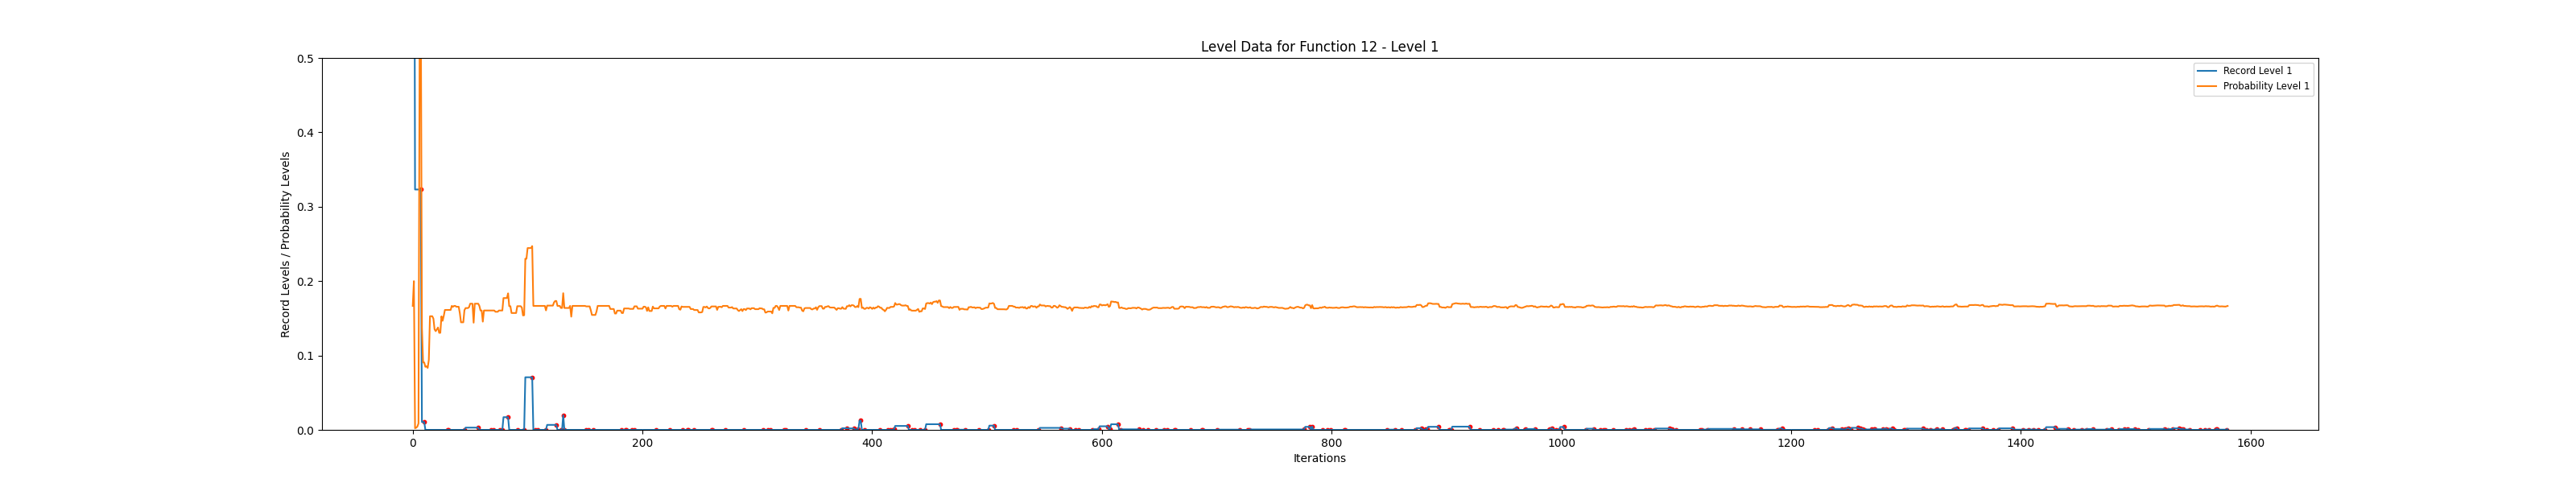 Level Data for Function 12 - Level 1
Record Level 1
Probability Level 1
Record Levels / Probability Levels
0.5
0.4
0.3
0.2
0.1
0.0
0 200 400 600 800 1000 1200 1400 1600
Iterations